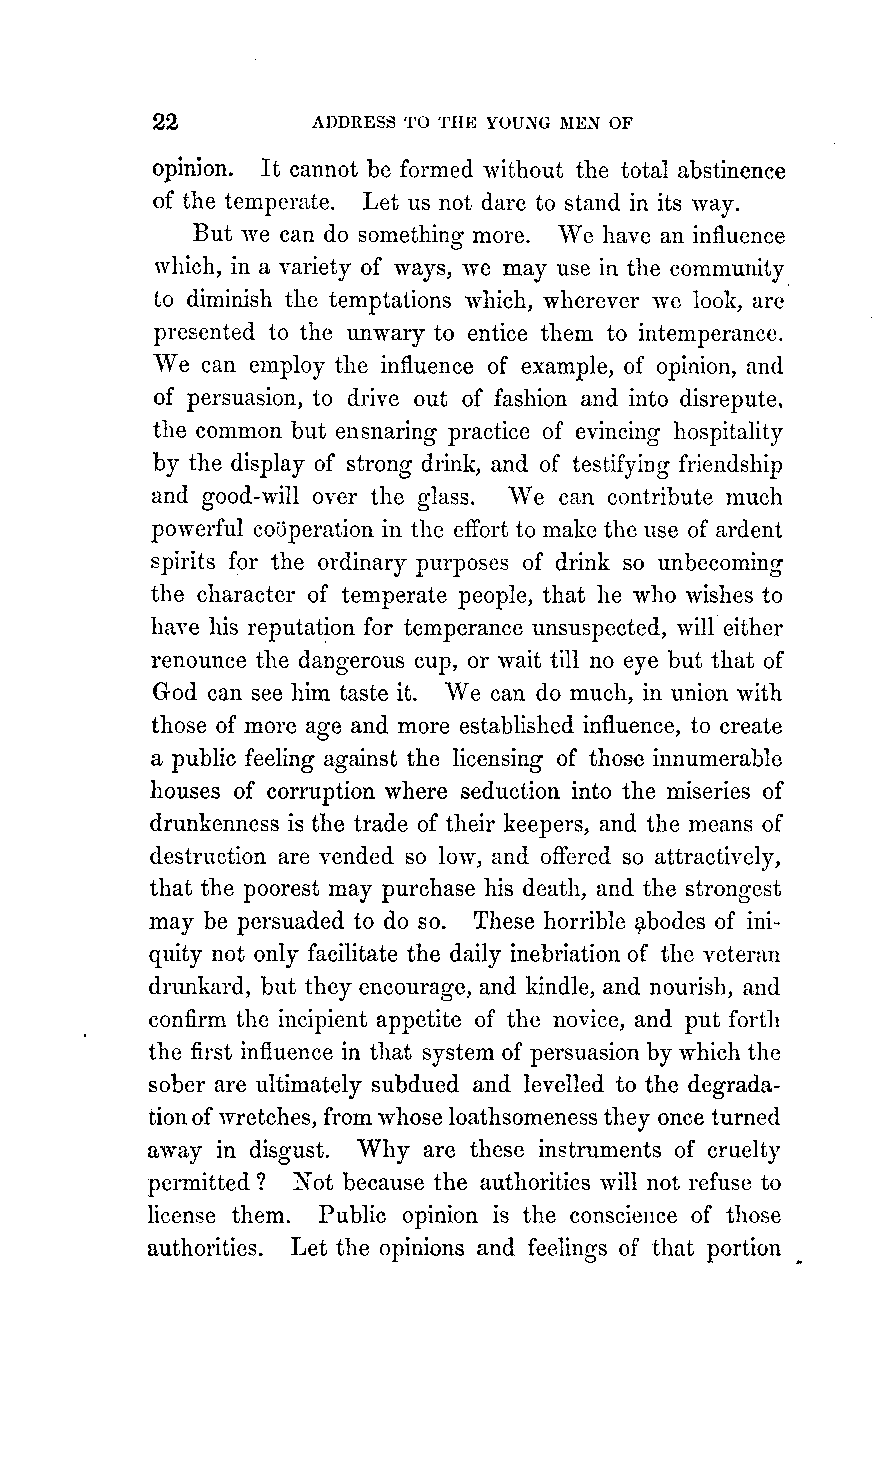 22 ADDRESS TO THE YOUNG MEN OF
opinion. It cannot be formed without the total abstinence
of the temperate. Let us not dare to stand in its way.
But we can do something more. We have an influence
which, in a variety of ways, we may use in the community
to diminish the temptations which, wherever we look, are
presented to the unwary to entice them to intemperance.
We can employ the influence of example, of opinion, and
of persuasion, to drive out of fashion and into disrepute,
the common but ensnaring practice of evincing hospitality
by the display of strong drink, and of testifying friendship
and good-will over the glass. We can contribute much
powerful coöperation in the effort to make the use of ardent
spirits for the ordinary purposes of drink so unbecoming
the character of temperate people, that he who wishes to
have his reputation for temperance unsuspected, will either
renounce the dangerous cup, or wait till no eye but that of
God can see him taste it. We can do much, in union with
those of more age and more established influence, to create
a public feeling against the licensing of those innumerable
houses of corruption where seduction into the miseries of
drunkenness is the trade of their keepers, and the means of
destruction are vended so low, and offered so attractively,
that the poorest may purchase his death, and the strongest
may be persuaded to do so. These horrible abodes of ini-
quity not only facilitate the daily inebriation of the veteran
drunkard, but they encourage, and kindle, and nourish, and
confirm the incipient appetite of the novice, and put forth
the first influence in that system of persuasion by which the
sober are ultimately subdued and levelled to the degrada-
tion of wretches, from whose loathsomeness they once turned
away in disgust. Why are these instruments of cruelty
permitted? Not because the authorities will not refuse to
license them. Public opinion is the conscience of those
authorities. Let the opinions and feelings of that portion